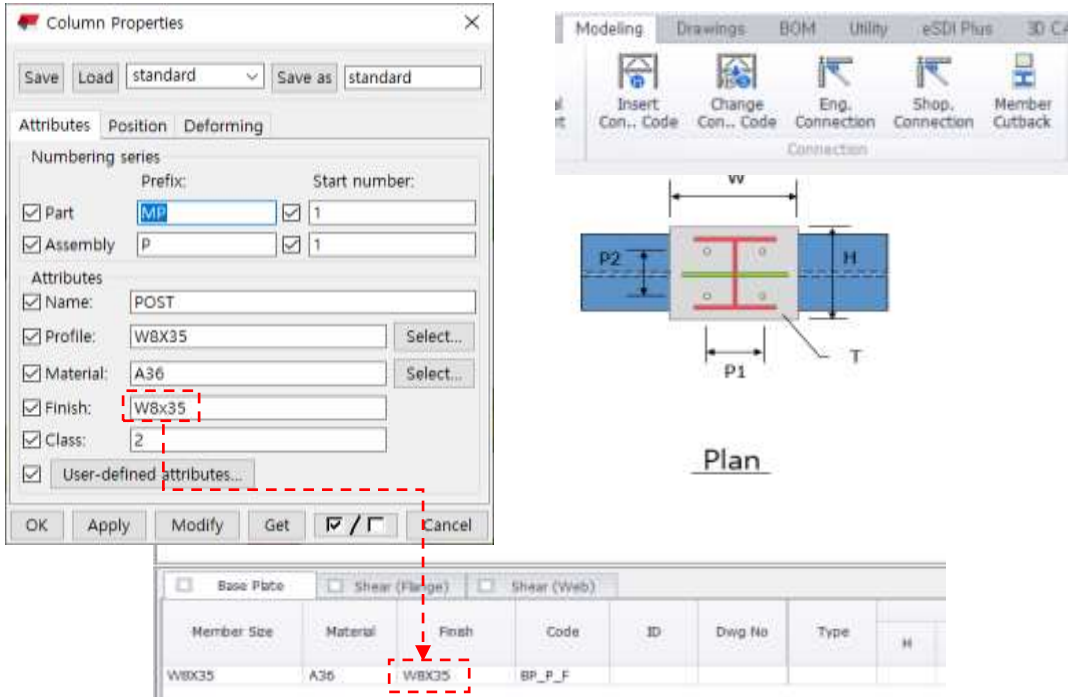 Column Properties
Save Load standard Save as standard
Attributes Position Deforming
Numbering series
Prefix: Start number:
Part MP 1
Assembly P 1
Attributes
Name: POST
Profile: W8X35 Select...
Material: A36 Select...
Finish: W8x35
Class: 2
User-defined attributes...
OK Apply Modify Get / Cancel
Modeling Drawings BOM Utility eSDI Plus 3D CA
Insert Con.. Code
Change Con.. Code
Eng. Connection
Shop. Connection
Member Cutback
Connection
W
P2 H
T
P1
Plan
Base Plate Shear (Flange) Shear (Web)
Member Size Material Finish Code ID Dwg No Type H
W8X35 A36 W8X35 BP_P_F